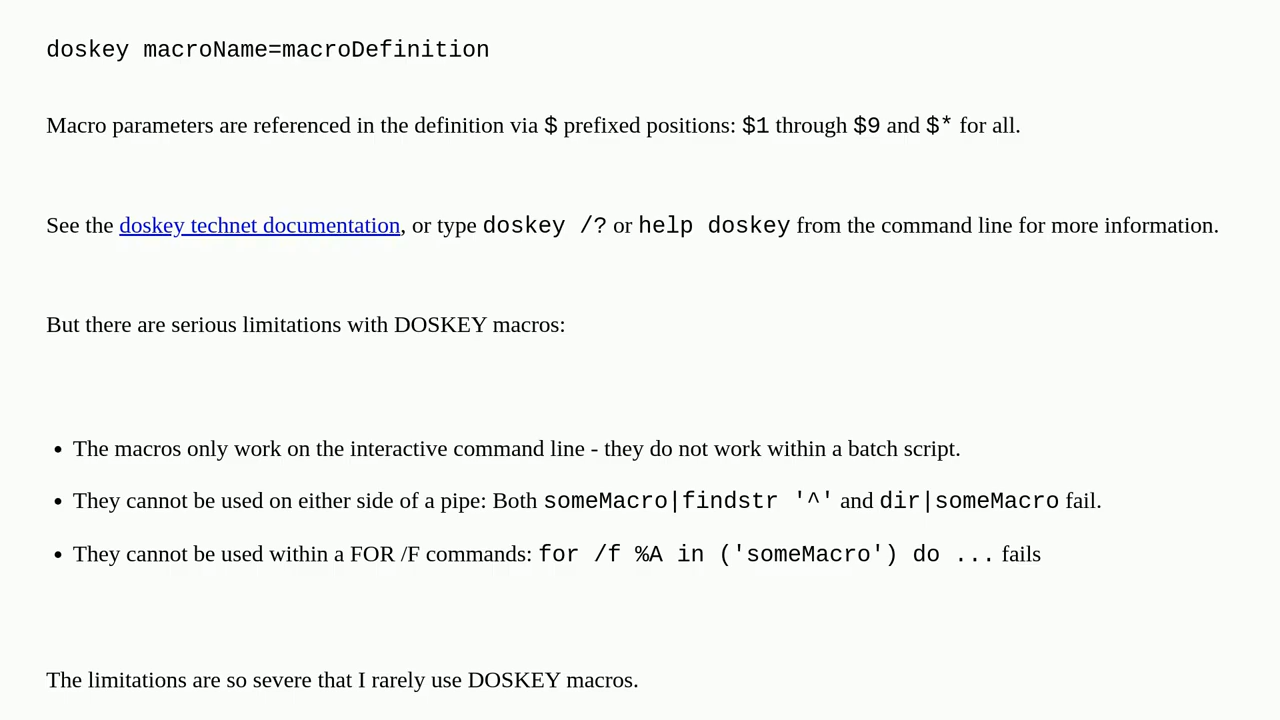 doskey macroName=macroDefinition
Macro parameters are referenced in the definition via $ prefixed positions: $1 through $9 and $* for all.
See the doskey technet documentation, or type doskey /? or help doskey from the command line for more information.
But there are serious limitations with DOSKEY macros:
• The macros only work on the interactive command line - they do not work within a batch script.
• They cannot be used on either side of a pipe: Both someMacro|findstr '^' and dir|someMacro fail.
• They cannot be used within a FOR /F commands: for /f %A in ('someMacro') do ... fails
The limitations are so severe that I rarely use DOSKEY macros.